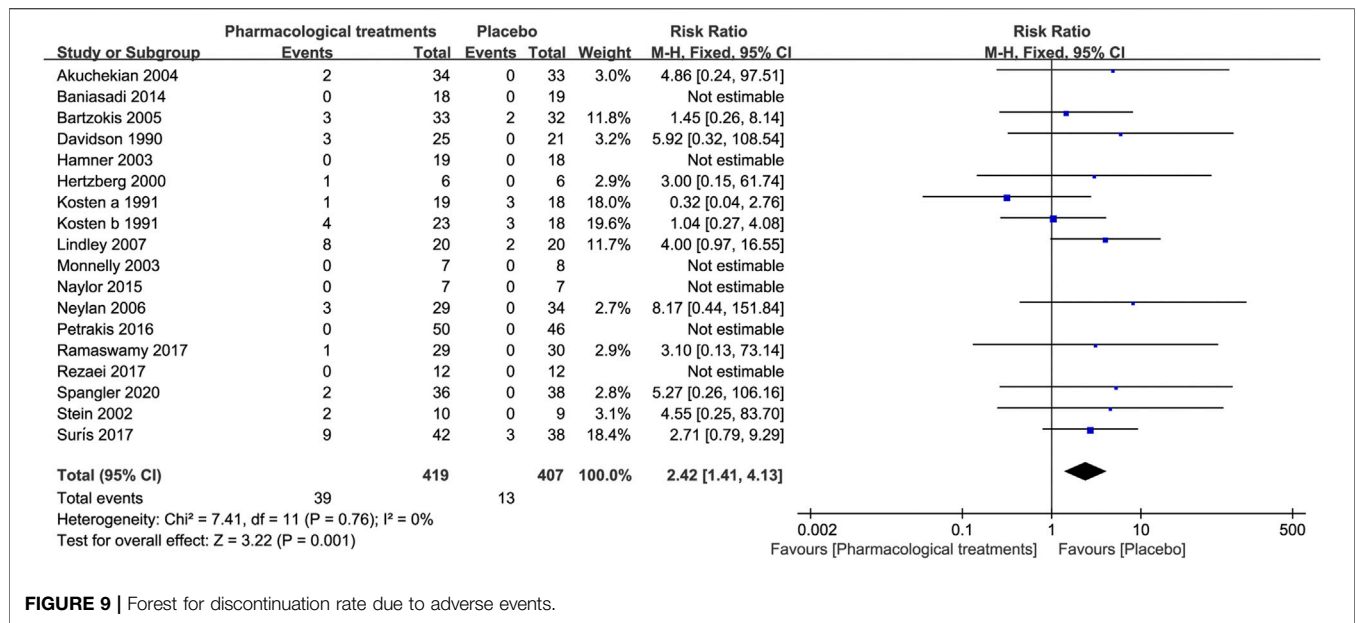 Pharmacological treatments Placebo Risk Ratio Risk Ratio
Study or Subgroup Events Total Events Total Weight M-H, Fixed, 95% CI M-H, Fixed, 95% CI
Akuchekian 2004 2 34 0 33 3.0% 4.86 [0.24, 97.51]
Baniasadi 2014 0 18 0 19 Not estimable
Bartzokis 2005 3 33 2 32 11.8% 1.45 [0.26, 8.14]
Davidson 1990 3 25 0 21 3.2% 5.92 [0.32, 108.54]
Hamner 2003 0 19 0 18 Not estimable
Hertzberg 2000 1 6 0 6 2.9% 3.00 [0.15, 61.74]
Kosten a 1991 1 19 3 18 18.0% 0.32 [0.04, 2.76]
Kosten b 1991 4 23 3 18 19.6% 1.04 [0.27, 4.08]
Lindley 2007 8 20 2 20 11.7% 4.00 [0.97, 16.55]
Monnelly 2003 0 7 0 8 Not estimable
Naylor 2015 0 7 0 7 Not estimable
Neylan 2006 3 29 0 34 2.7% 8.17 [0.44, 151.84]
Petrakis 2016 0 50 0 46 Not estimable
Ramaswamy 2017 1 29 0 30 2.9% 3.10 [0.13, 73.14]
Rezaei 2017 0 12 0 12 Not estimable
Spangler 2020 2 36 0 38 2.8% 5.27 [0.26, 106.16]
Stein 2002 2 10 0 9 3.1% 4.55 [0.25, 83.70]
Surís 2017 9 42 3 38 18.4% 2.71 [0.79, 9.29]
Total (95% CI) 419 407 100.0% 2.42 [1.41, 4.13]
Total events 39 13
Heterogeneity: Chi² = 7.41, df = 11 (P = 0.76); I² = 0%
Test for overall effect: Z = 3.22 (P = 0.001)
0.002 0.1 1 10 500
Favours [Pharmacological treatments] Favours [Placebo]
FIGURE 9 | Forest for discontinuation rate due to adverse events.